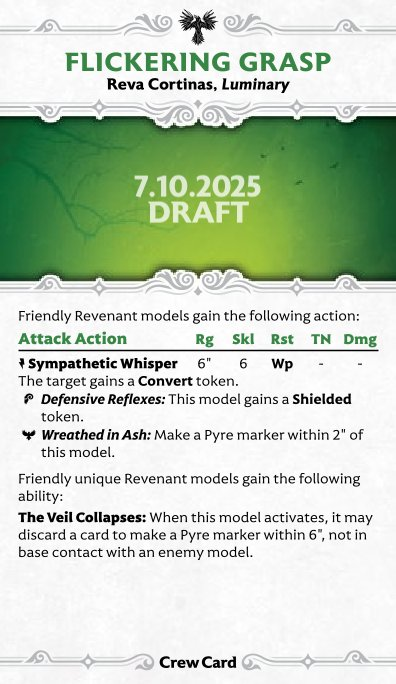 FLICKERING GRASP
Reva Cortinas, Luminary
7.10.2025
DRAFT
Friendly Revenant models gain the following action:
Attack Action Rg Skl Rst TN Dmg
Sympathetic Whisper 6" 6 Wp - -
The target gains a Convert token.
Defensive Reflexes: This model gains a Shielded
token.
Wreathed in Ash: Make a Pyre marker within 2" of
this model.
Friendly unique Revenant models gain the following
ability:
The Veil Collapses: When this model activates, it may
discard a card to make a Pyre marker within 6", not in
base contact with an enemy model.
Crew Card